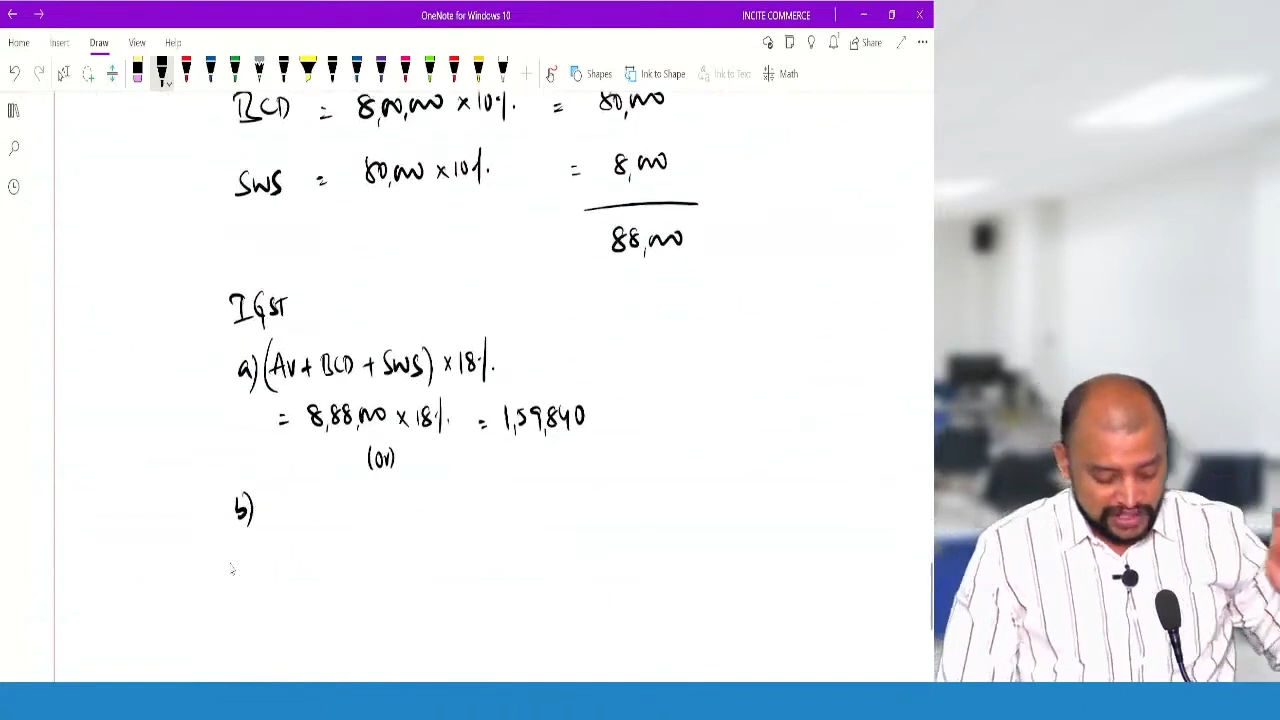 OneNote for Windows 10
INCITE COMMERCE
Home Insert Draw View Help
Share
Shapes Ink to Shape Ink to Text Math
BCD = 8,00,000 × 10% = 80,000
SWS = 80,000 × 10% = 8,000
88,000
IGST
a) (AV + BCD + SWS) × 18%
= 8,88,000 × 18% = 1,59,840
(or)
b)